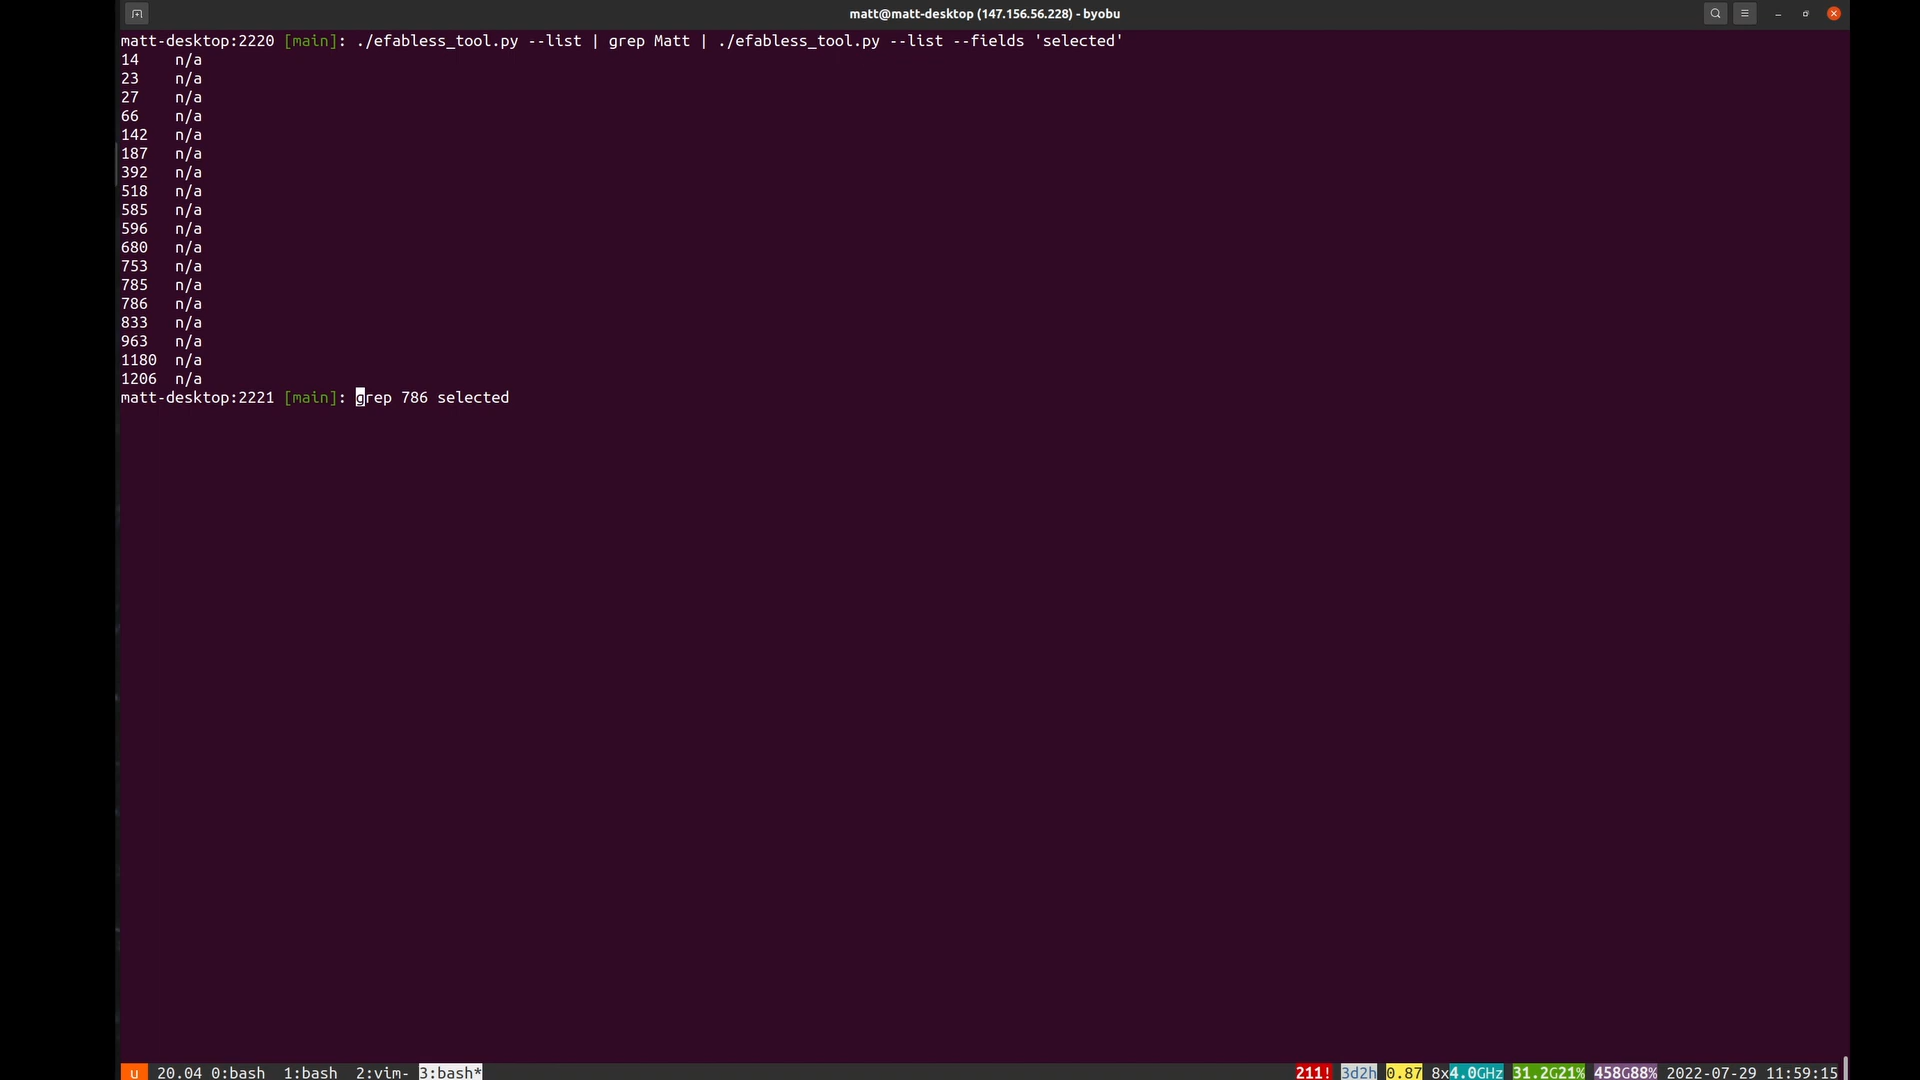 matt@matt-desktop (147.156.56.228) - byobu
matt-desktop:2220 [main]: ./efabless_tool.py --list | grep Matt | ./efabless_tool.py --list --fields 'selected'
14 n/a
23 n/a
27 n/a
66 n/a
142 n/a
187 n/a
392 n/a
518 n/a
585 n/a
596 n/a
680 n/a
753 n/a
785 n/a
786 n/a
833 n/a
963 n/a
1180 n/a
1206 n/a
matt-desktop:2221 [main]: grep 786 selected
u 20.04 0:bash 1:bash 2:vim- 3:bash* 211! 3d2h 0.87 8x4.0GHz 31.2G21% 458G88% 2022-07-29 11:59:15